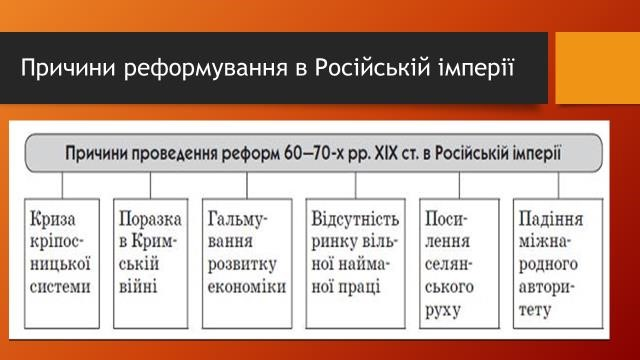 Причини реформування в Російській імперії
Причини проведення реформ 60—70-х рр. XIX ст. в Російській імперії
Криза
кріпос-
ницької
системи
Поразка
в Крим-
ській
війні
Гальму-
вання
розвитку
економіки
Відсутність
ринку віль-
ної найма-
ної праці
Поси-
лення
селян-
ського
руху
Падіння
міжна-
родного
автори-
тету